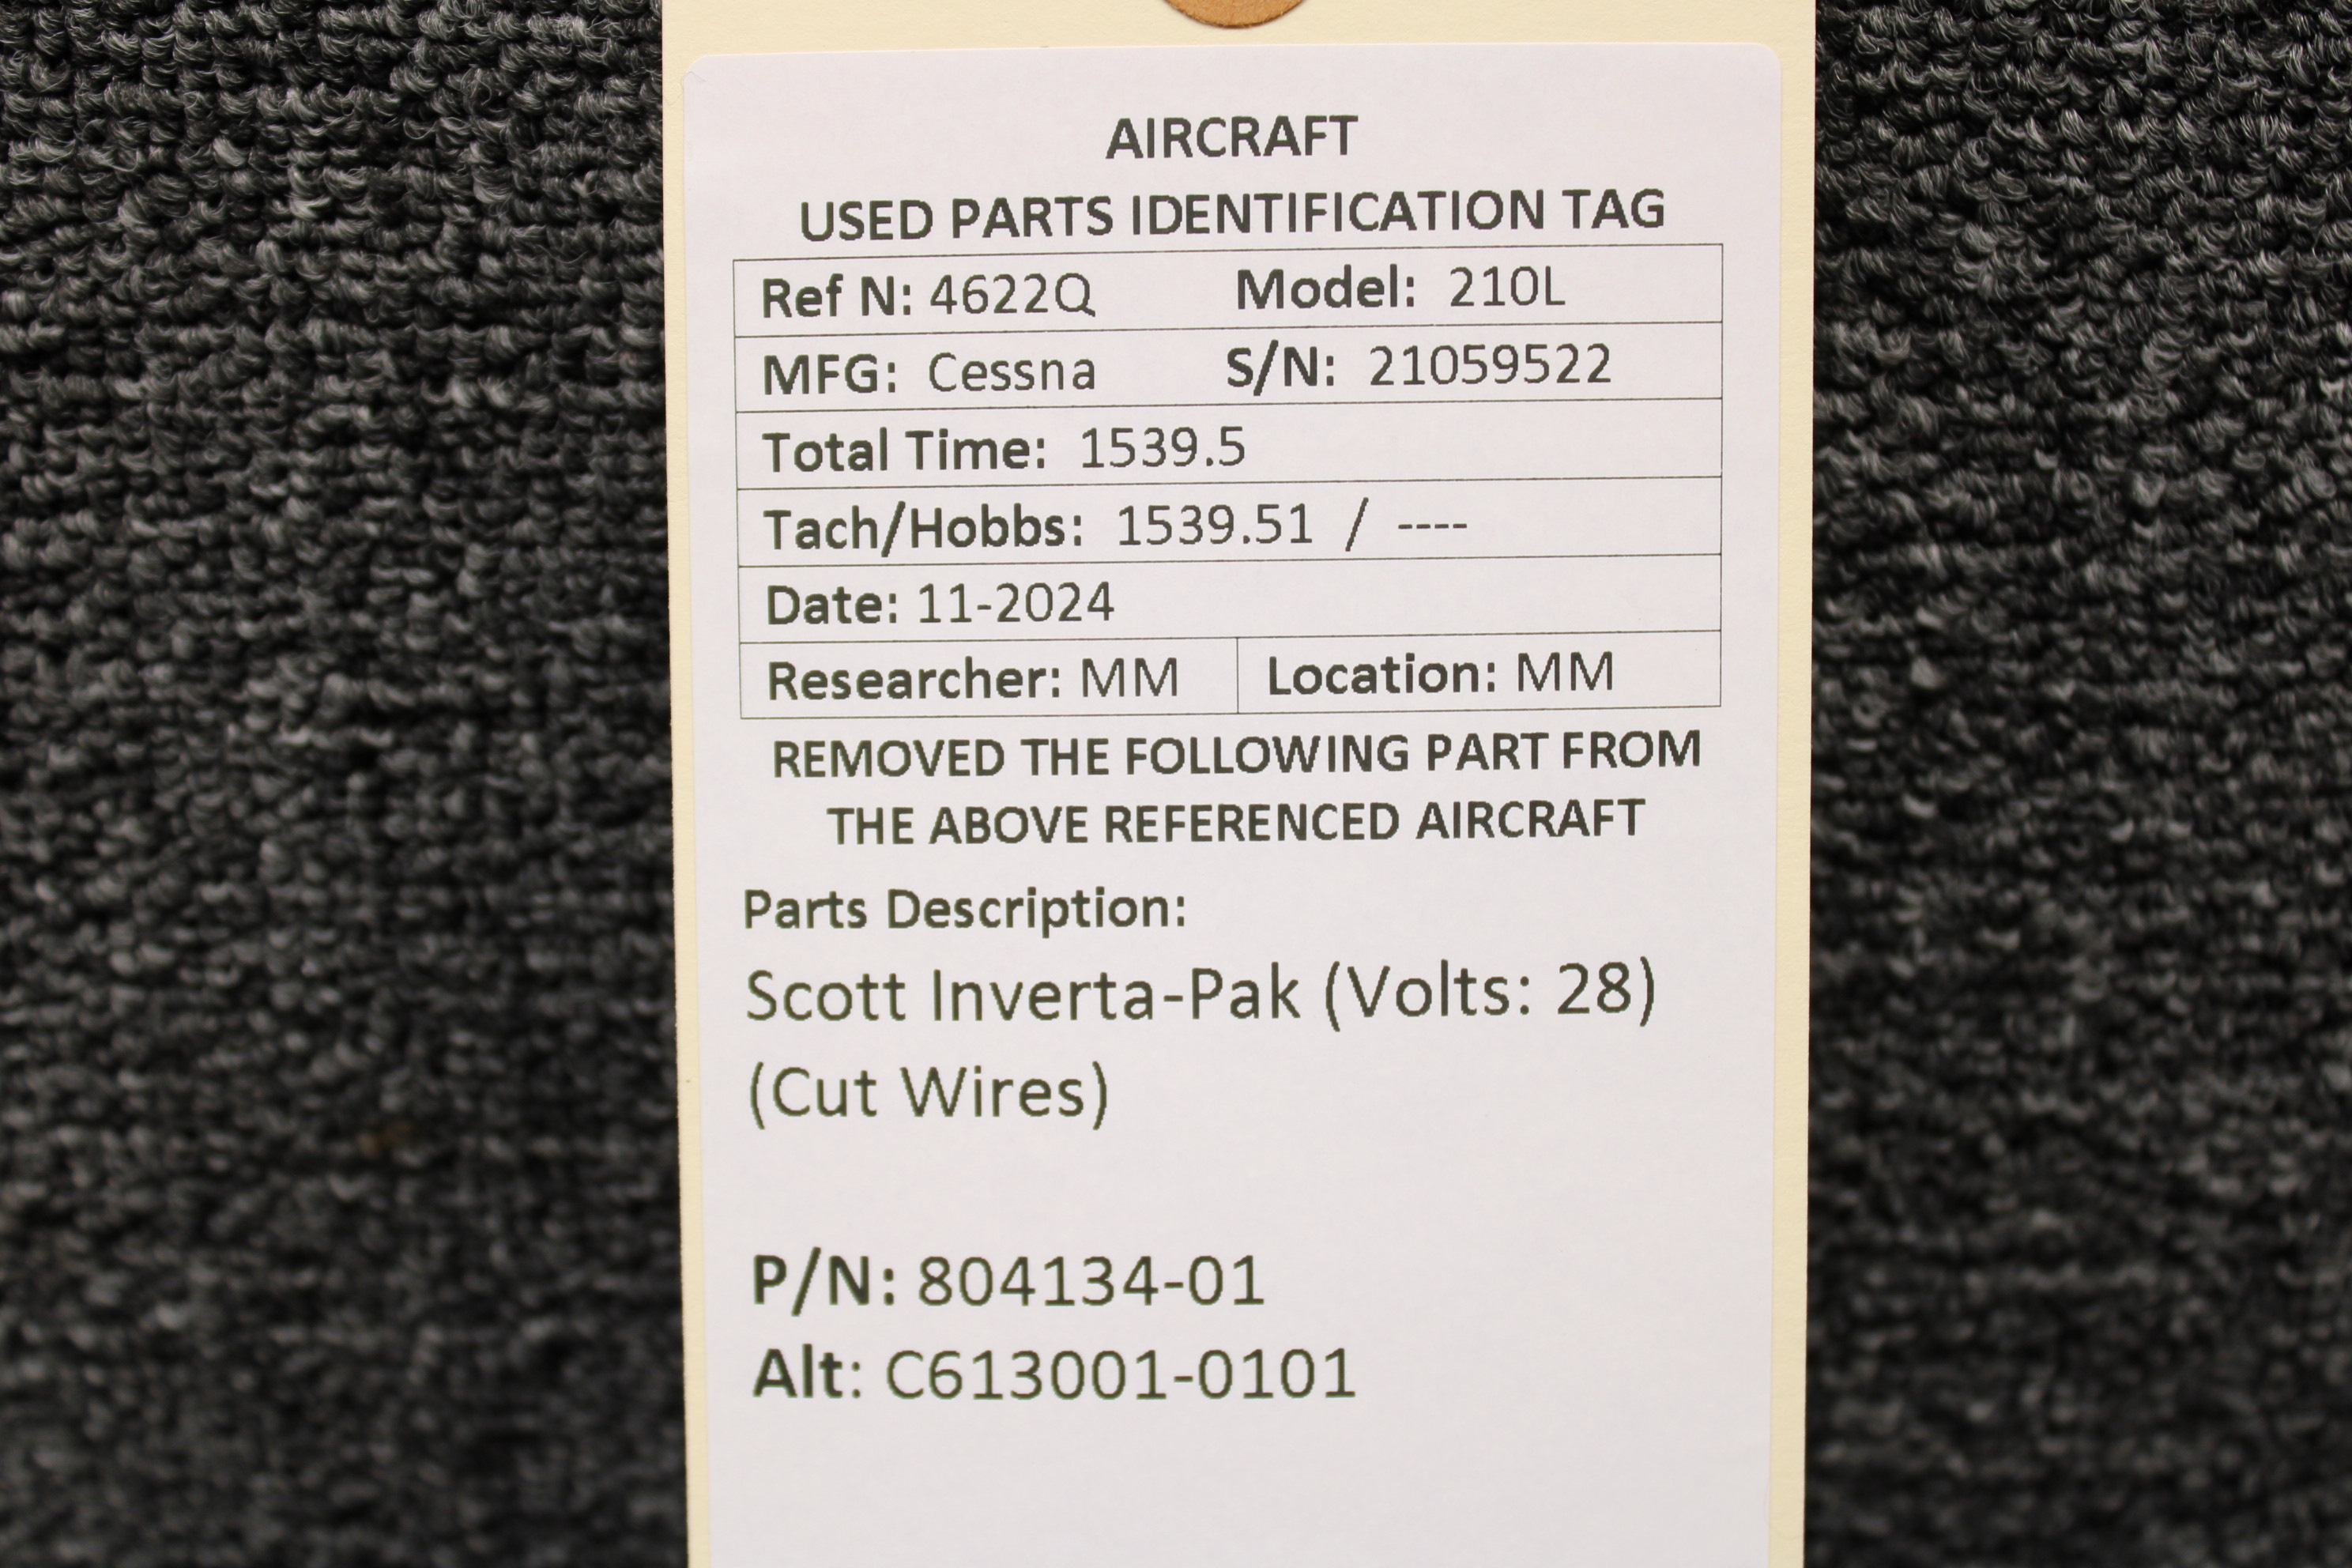 AIRCRAFT
USED PARTS IDENTIFICATION TAG
Ref N: 4622Q Model: 210L
MFG: Cessna S/N: 21059522
Total Time: 1539.5
Tach/Hobbs: 1539.51 / ----
Date: 11-2024
Researcher: MM Location: MM
REMOVED THE FOLLOWING PART FROM
THE ABOVE REFERENCED AIRCRAFT
Parts Description:
Scott Inverta-Pak (Volts: 28)
(Cut Wires)
P/N: 804134-01
Alt: C613001-0101